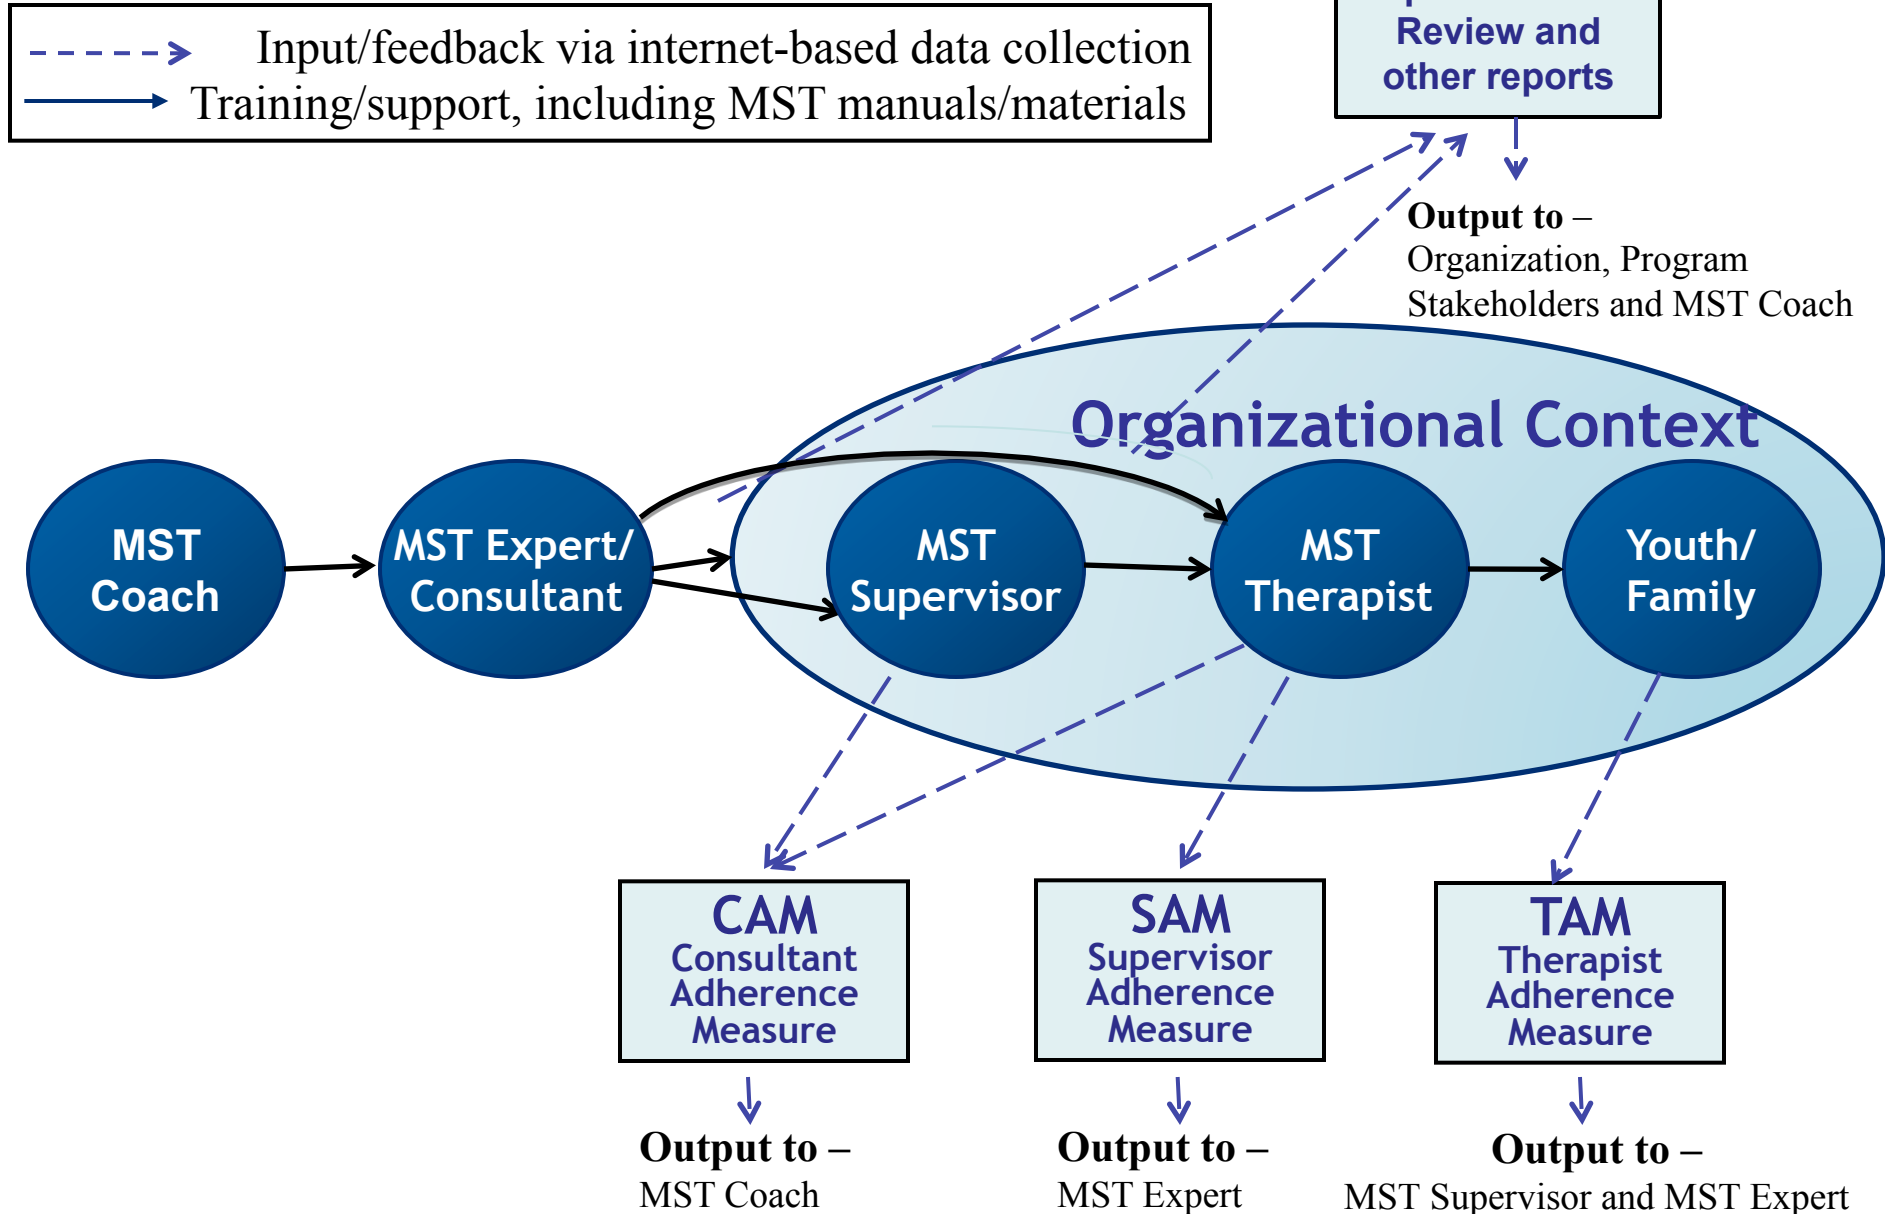 Input/feedback via internet-based data collection
Training/support, including MST manuals/materials
Review and
other reports
Output to –
Organization, Program
Stakeholders and MST Coach
Organizational Context
MST
Coach
MST Expert/
Consultant
MST
Supervisor
MST
Therapist
Youth/
Family
CAM
Consultant
Adherence
Measure
SAM
Supervisor
Adherence
Measure
TAM
Therapist
Adherence
Measure
Output to –
MST Coach
Output to –
MST Expert
Output to –
MST Supervisor and MST Expert